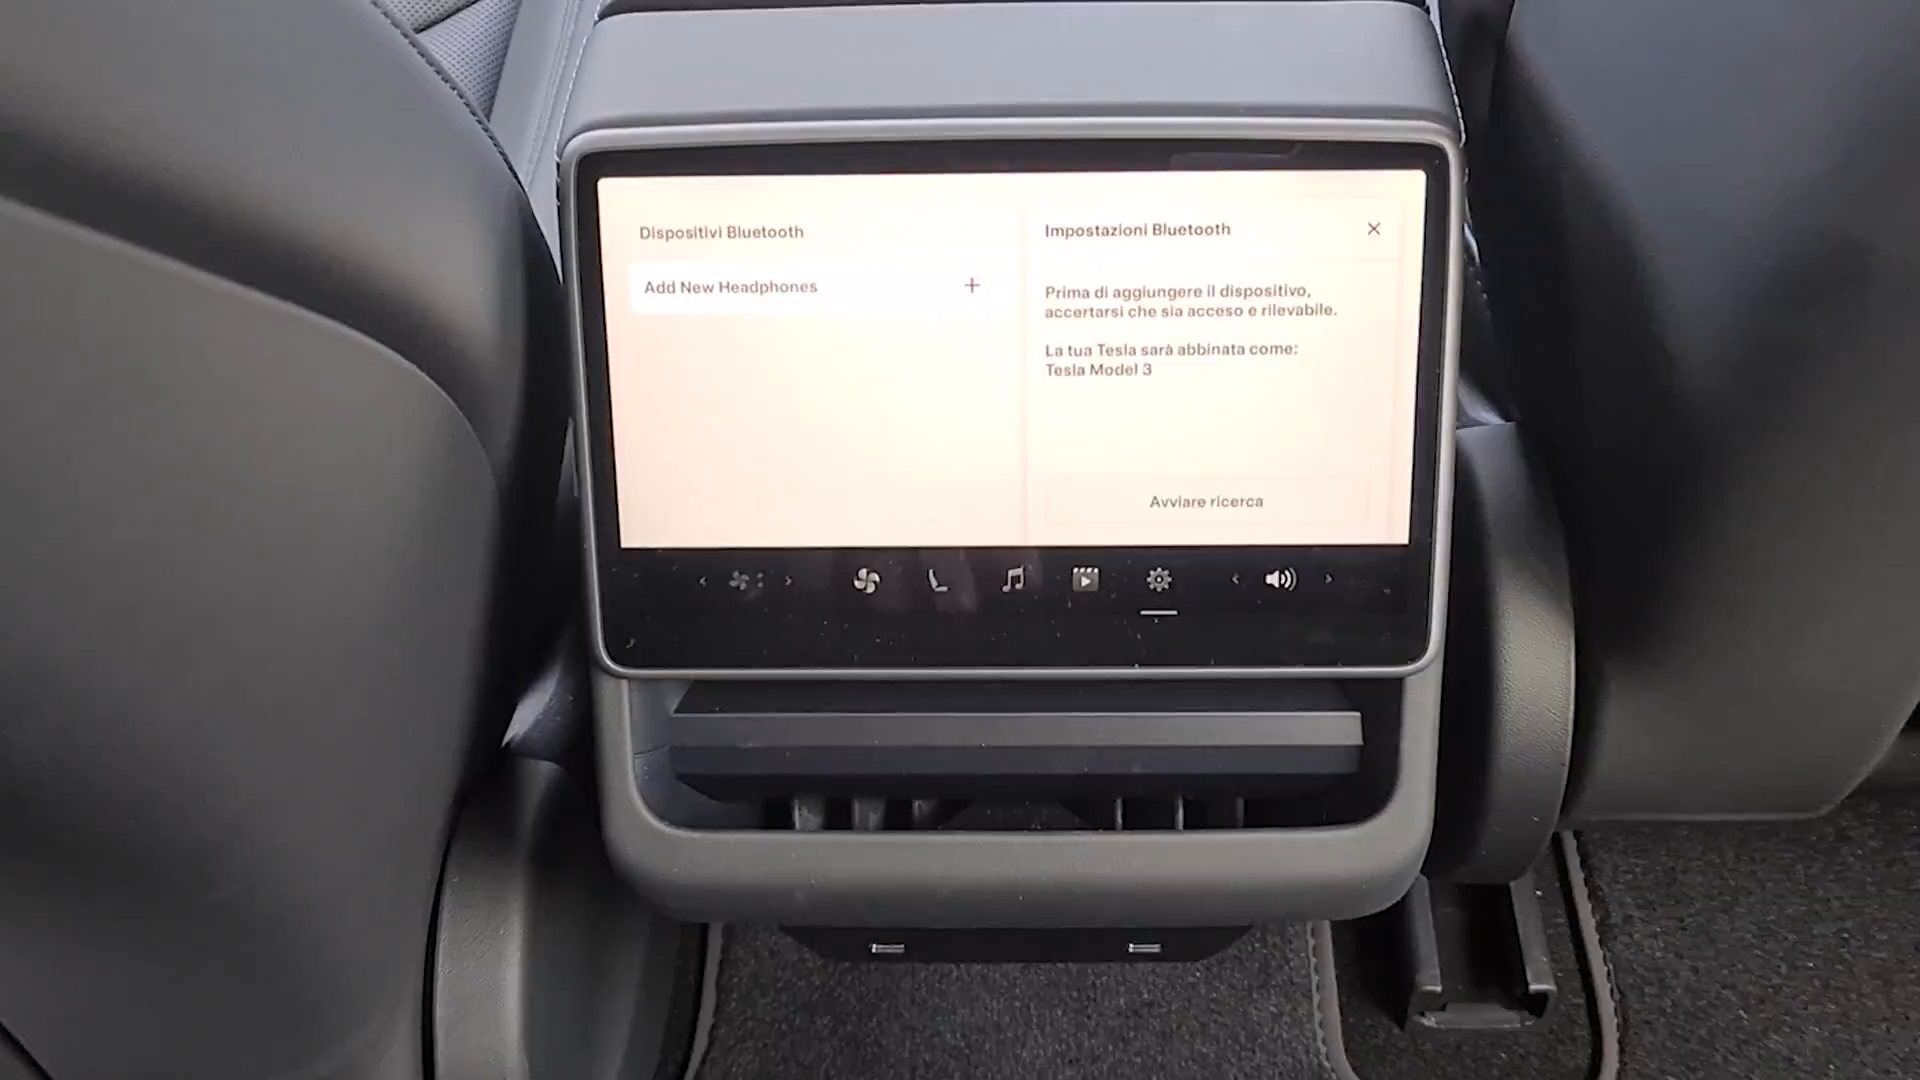 Dispositivi Bluetooth
Add New Headphones
Impostazioni Bluetooth
Prima di aggiungere il dispositivo,
accertarsi che sia acceso e rilevabile.
La tua Tesla sarà abbinata come:
Tesla Model 3
Avviare ricerca